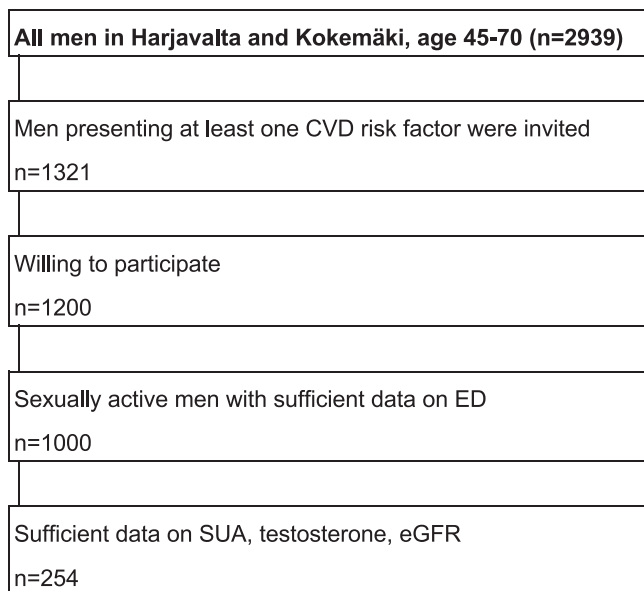 All men in Harjavalta and Kokemäki, age 45-70 (n=2939)
Men presenting at least one CVD risk factor were invited
n=1321
Willing to participate
n=1200
Sexually active men with sufficient data on ED
n=1000
Sufficient data on SUA, testosterone, eGFR
n=254